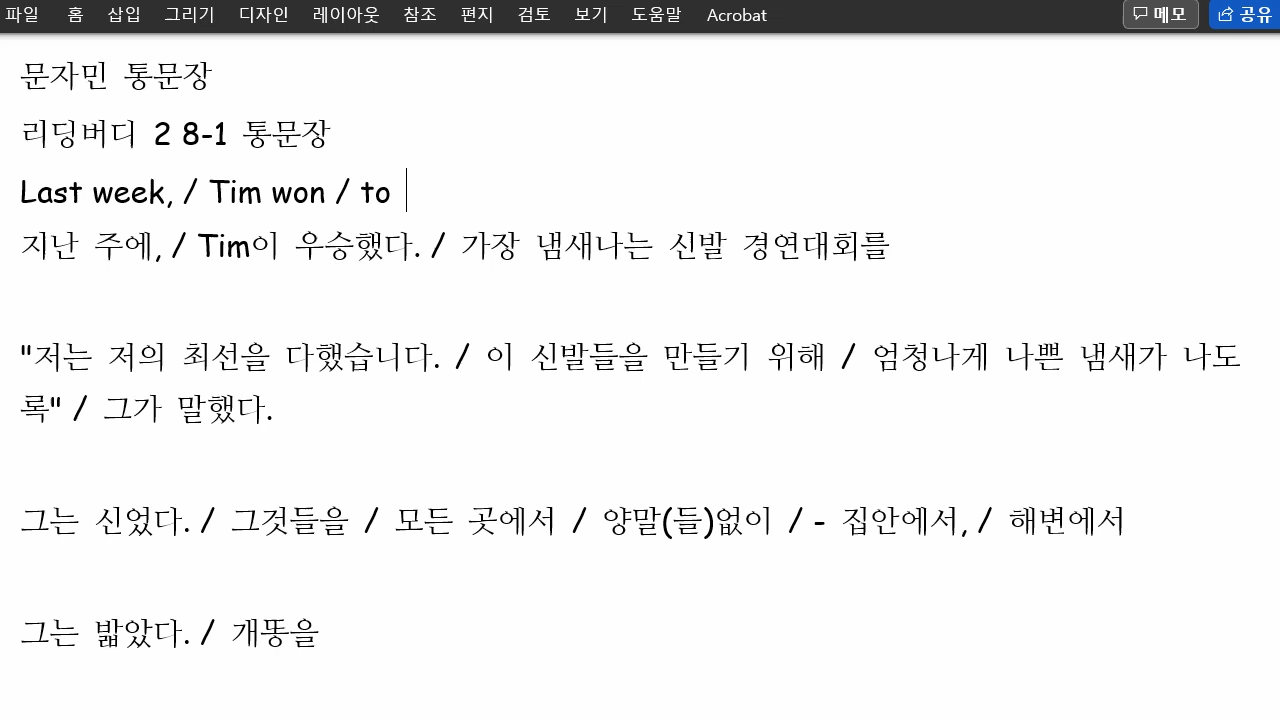 파일 홈 삽입 그리기 디자인 레이아웃 참조 편지 검토 보기 도움말 Acrobat 메모 공유
문자민 통문장
리딩버디 2 8-1 통문장
Last week, / Tim won / to
지난 주에, / Tim이 우승했다. / 가장 냄새나는 신발 경연대회를
"저는 저의 최선을 다했습니다. / 이 신발들을 만들기 위해 / 엄청나게 나쁜 냄새가 나도
록" / 그가 말했다.
그는 신었다. / 그것들을 / 모든 곳에서 / 양말(들)없이 / - 집안에서, / 해변에서
그는 밟았다. / 개똥을